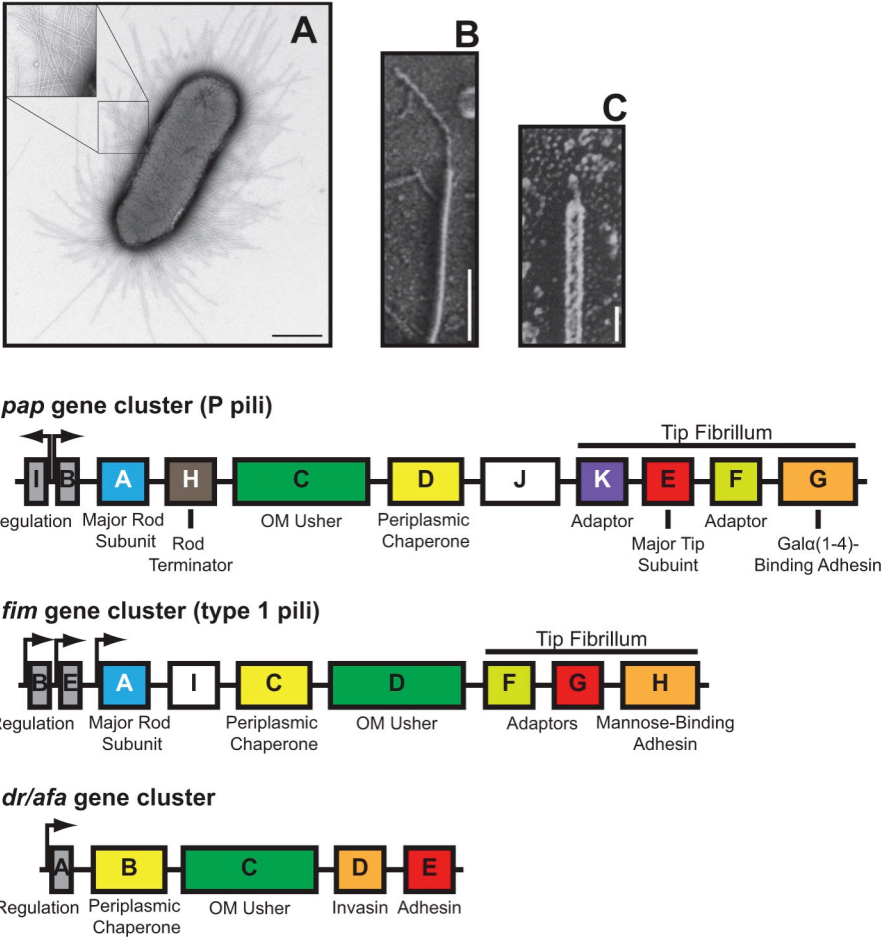 A
B
C
pap gene cluster (P pili)
Tip Fibrillum
I B A H C D J K E F G
egulation Major Rod Subunit OM Usher Periplasmic Chaperone Adaptor Adaptor
Rod Terminator Major Tip Subuint Galα(1-4)-Binding Adhesin
fim gene cluster (type 1 pili)
Tip Fibrillum
B E A I C D F G H
Regulation Major Rod Periplasmic OM Usher Adaptors Mannose-Binding
Subunit Chaperone Adhesin
dr/afa gene cluster
A B C D E
Regulation Periplasmic OM Usher Invasin Adhesin
Chaperone